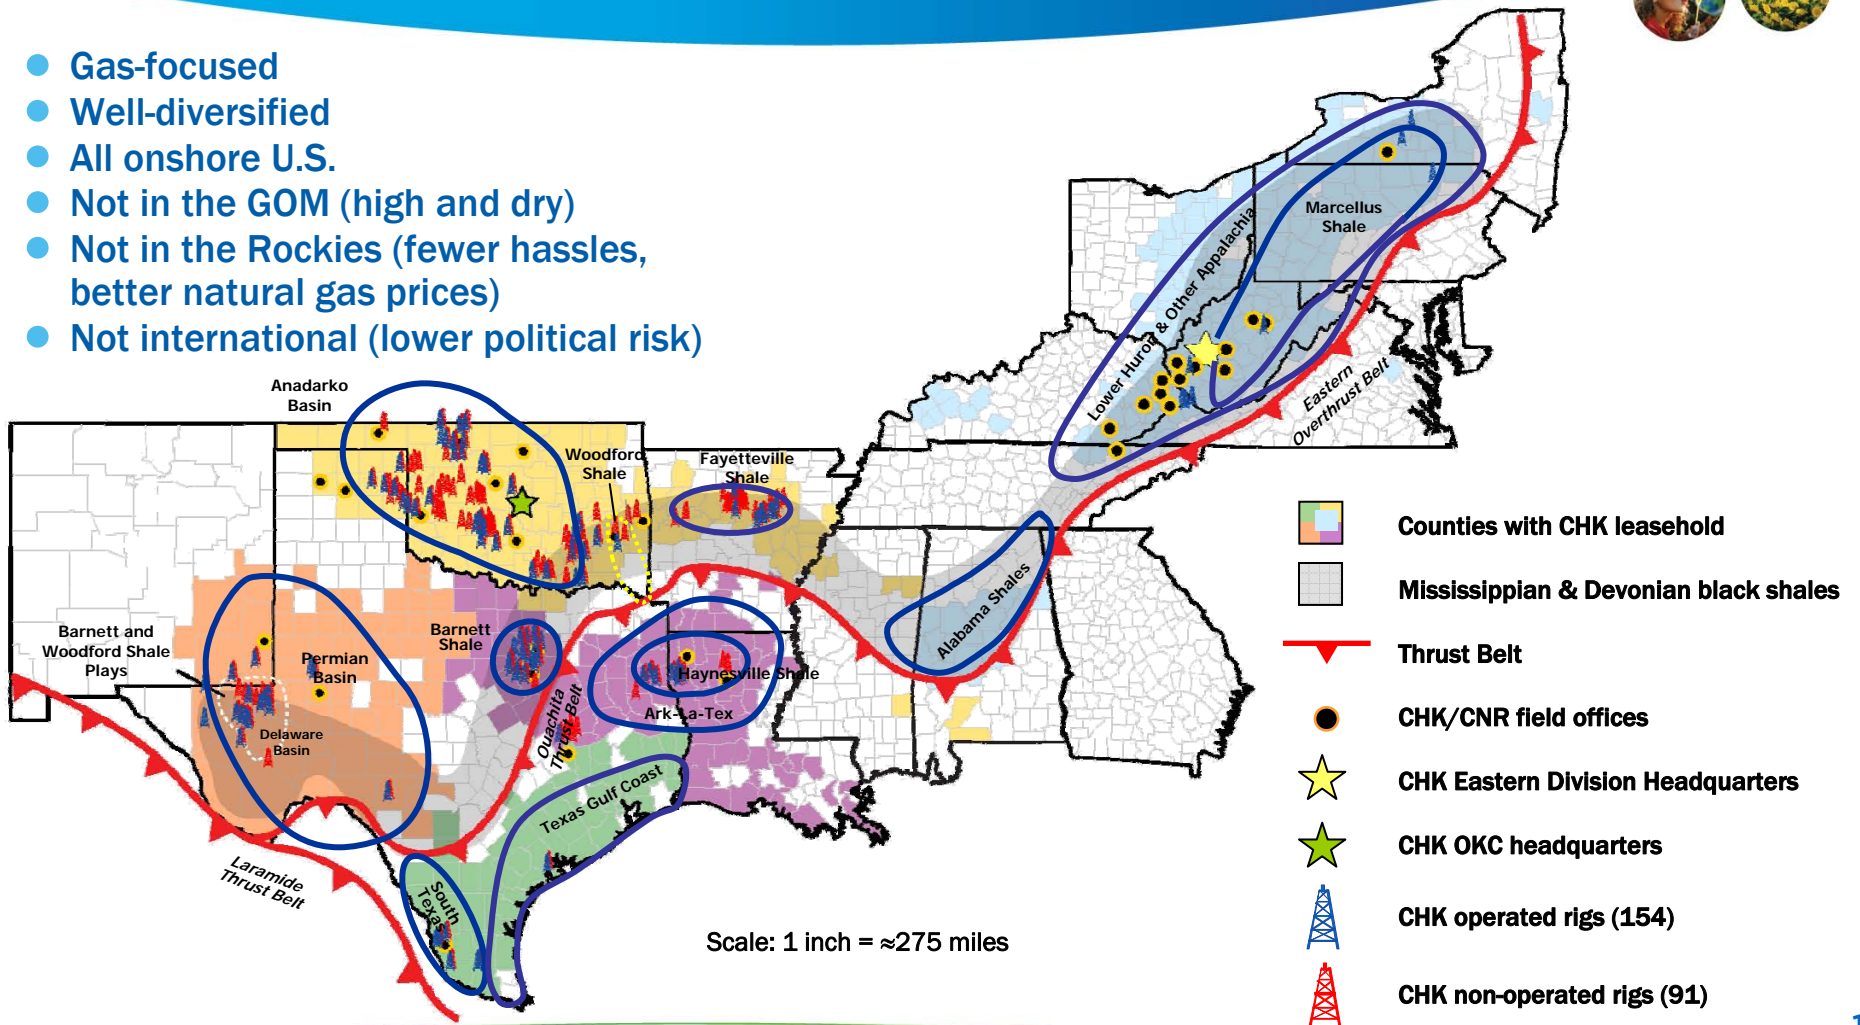 Gas-focused
Well-diversified
All onshore U.S.
Not in the GOM (high and dry)
Not in the Rockies (fewer hassles,
better natural gas prices)
Not international (lower political risk)
Anadarko
Basin
Woodford
Shale
Fayetteville
Shale
Marcellus
Shale
Lower Huron & Other Appalachia
Eastern
Overthrust Belt
Barnett and
Woodford Shale
Plays
Permian
Basin
Delaware
Basin
Barnett
Shale
Ouachita
Thrust Belt
Haynesville Shale
Ark-La-Tex
Alabama Shales
Texas Gulf Coast
South
Texas
Laramide
Thrust Belt
Scale: 1 inch = ≈275 miles
Counties with CHK leasehold
Mississippian & Devonian black shales
Thrust Belt
CHK/CNR field offices
CHK Eastern Division Headquarters
CHK OKC headquarters
CHK operated rigs (154)
CHK non-operated rigs (91)